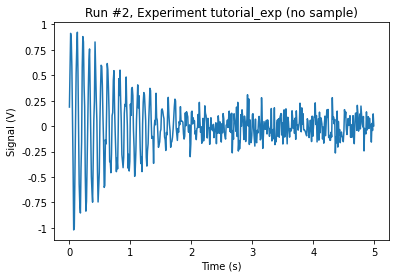 Run #2, Experiment tutorial_exp (no sample)
Signal (V)
1
0.75
0.5
0.25
0
-0.25
-0.5
-0.75
-1
0 1 2 3 4 5
Time (s)